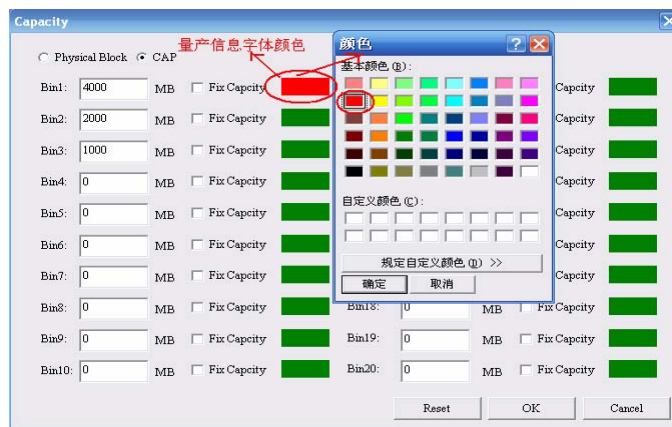 Capacity
量产信息字体颜色
Physical Block CAP
Bin1: 4000 MB Fix Capcity
Bin2: 2000 MB Fix Capcity
Bin3: 1000 MB Fix Capcity
Bin4: 0 MB Fix Capcity
Bin5: 0 MB Fix Capcity
Bin6: 0 MB Fix Capcity
Bin7: 0 MB Fix Capcity
Bin8: 0 MB Fix Capcity
Bin9: 0 MB Fix Capcity
Bin10: 0 MB Fix Capcity
颜色
基本颜色(B):
自定义颜色(C):
规定自定义颜色(D) >>
确定 取消
Capcity
Capcity
Capcity
Capcity
Capcity
Capcity
Capcity
Bin18: 0 MB Fix Capcity
Bin19: 0 MB Fix Capcity
Bin20: 0 MB Fix Capcity
Reset OK Cancel